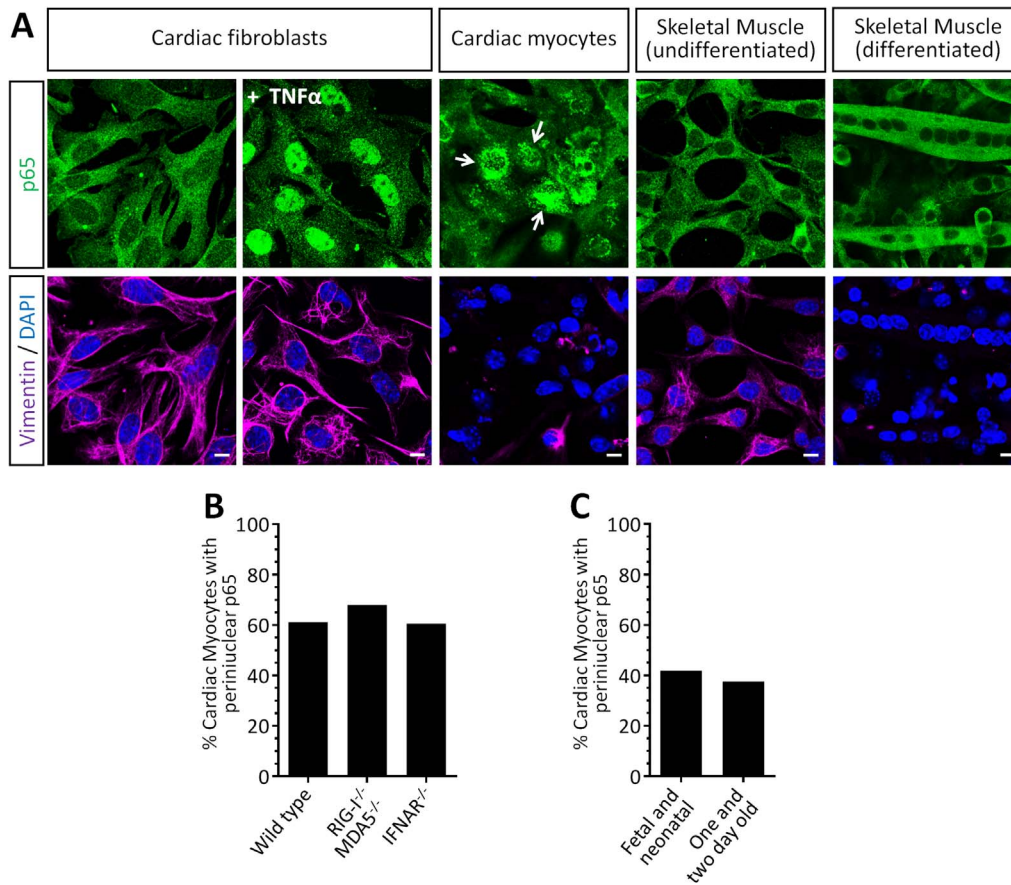 A
Cardiac fibroblasts
Cardiac myocytes
Skeletal Muscle
(undifferentiated)
Skeletal Muscle
(differentiated)
p65
+ TNFα
Vimentin / DAPI
B
% Cardiac Myocytes with
periniuclear p65
100
80
60
40
20
0
Wild type
RIG-I-/-
MDA5-/-
IFNAR-/-
C
% Cardiac Myocytes with
periniuclear p65
100
80
60
40
20
0
Fetal and
neonatal
One and
two day old